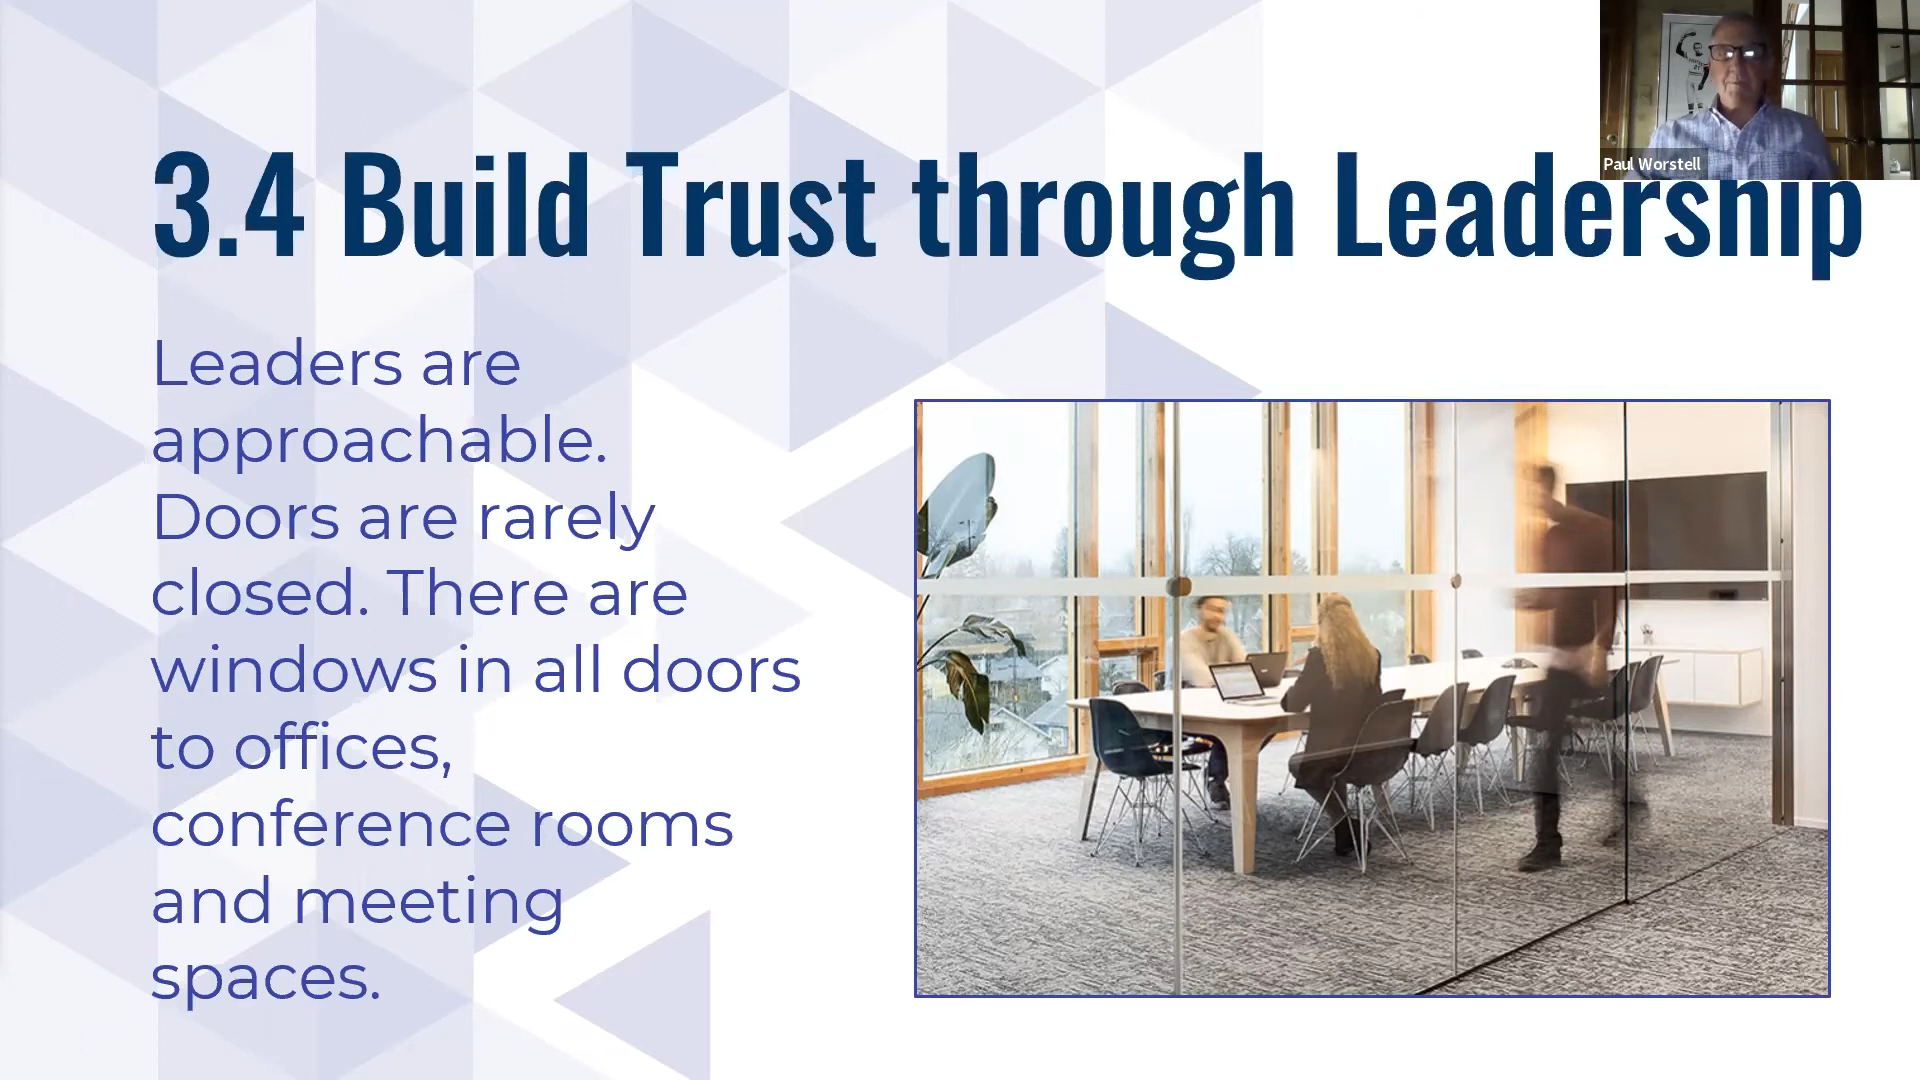 3.4 Build Trust through Leadership
Paul Worstell
Leaders are
approachable.
Doors are rarely
closed. There are
windows in all doors
to offices,
conference rooms
and meeting
spaces.